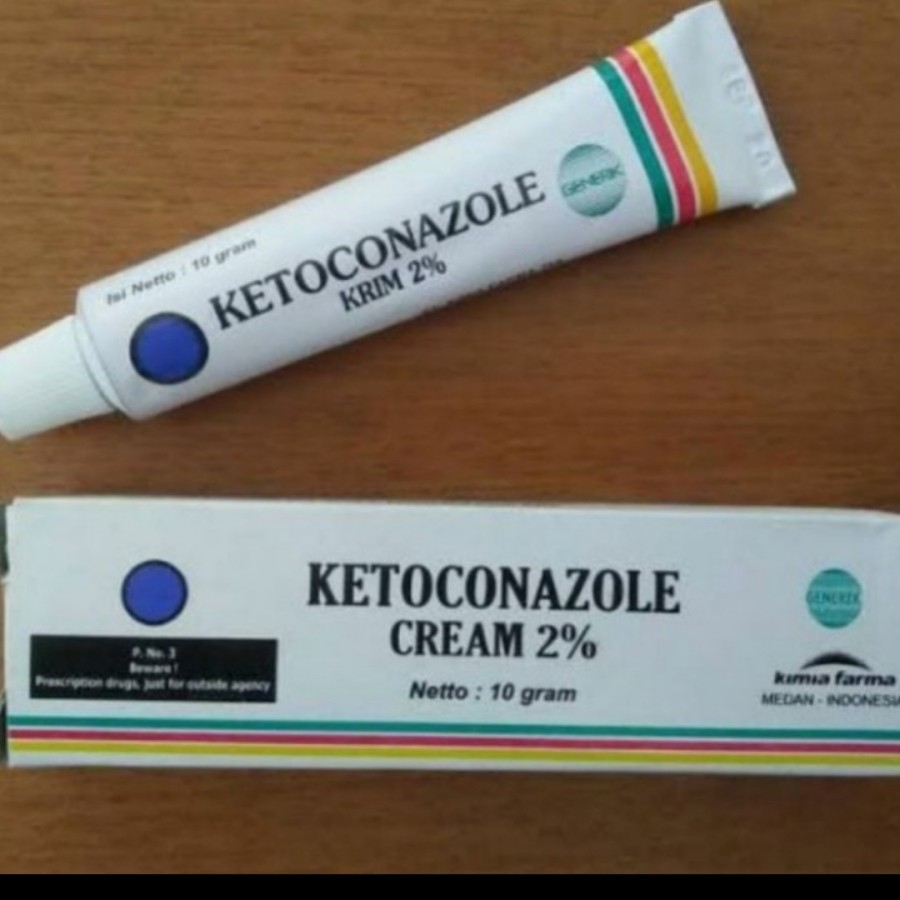 Isi Netto : 10 gram
KETOCONAZOLE
KRIM 2%
GENERIK
P. No. 3
Beware !
Prescription drugs, just for outside agency
KETOCONAZOLE
CREAM 2%
Netto : 10 gram
GENERIK
kimia farma
MEDAN - INDONESIA